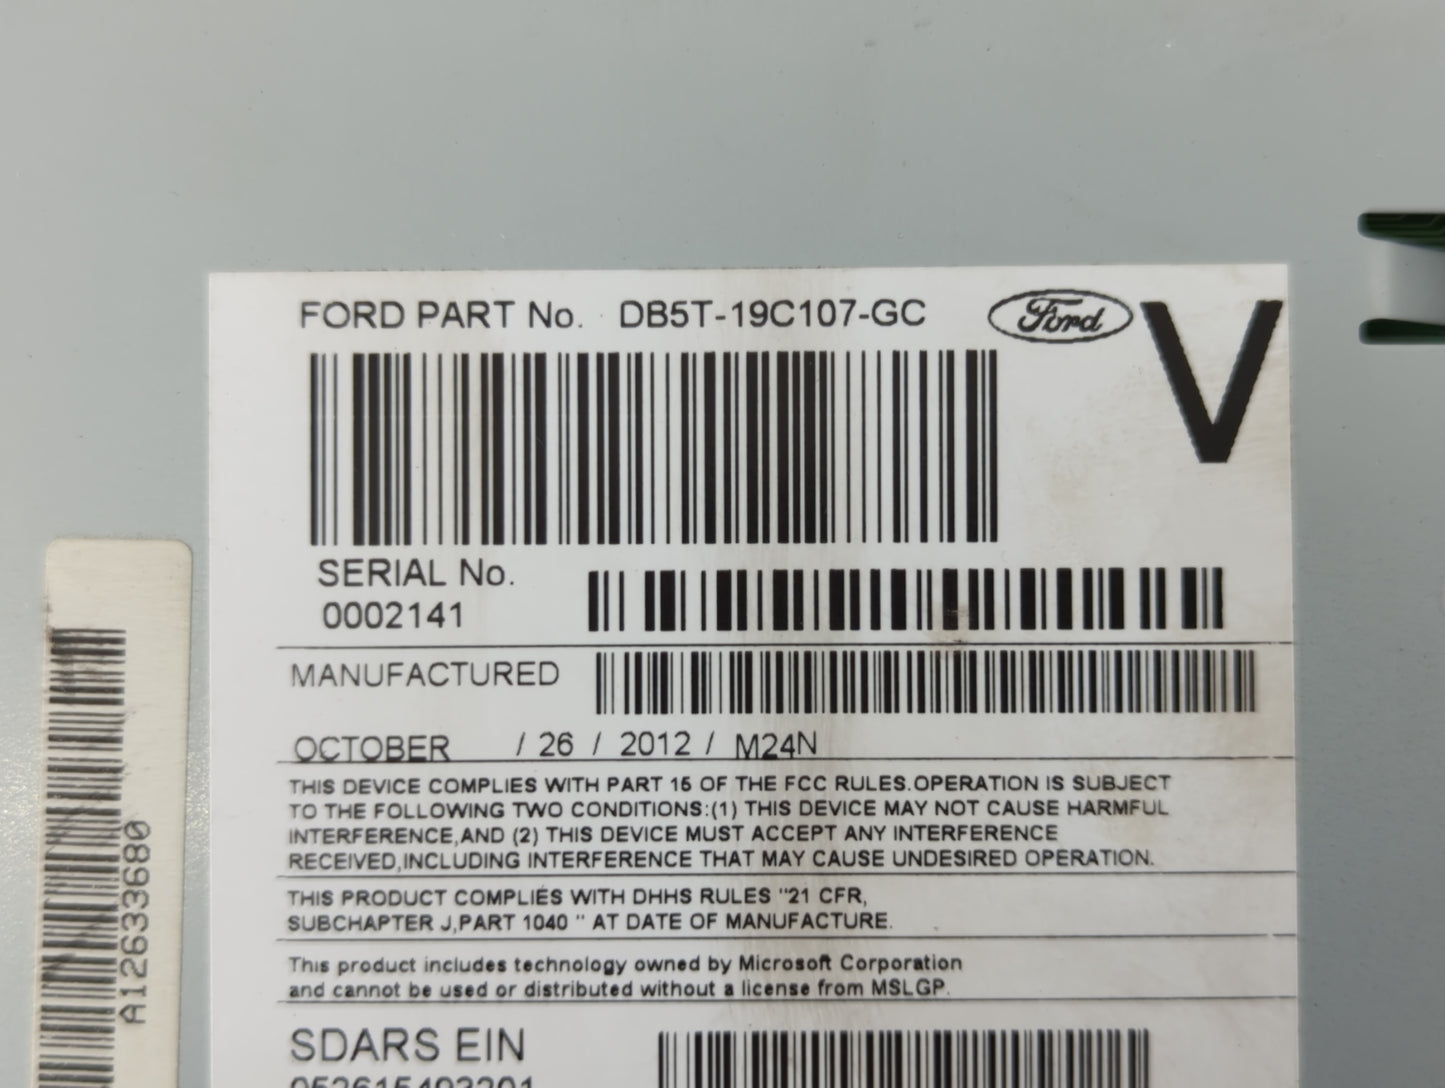 FORD PART No. DB5T-19C107-GC Ford V
SERIAL No.
0002141
MANUFACTURED
OCTOBER / 26 / 2012 / M24N
THIS DEVICE COMPLIES WITH PART 15 OF THE FCC RULES.OPERATION IS SUBJECT
TO THE FOLLOWING TWO CONDITIONS:(1) THIS DEVICE MAY NOT CAUSE HARMFUL
INTERFERENCE,AND (2) THIS DEVICE MUST ACCEPT ANY INTERFERENCE
RECEIVED,INCLUDING INTERFERENCE THAT MAY CAUSE UNDESIRED OPERATION.
THIS PRODUCT COMPLIES WITH DHHS RULES "21 CFR,
SUBCHAPTER J,PART 1040 " AT DATE OF MANUFACTURE.
This product includes technology owned by Microsoft Corporation
and cannot be used or distributed without a license from MSLGP.
SDARS EIN
A12633680